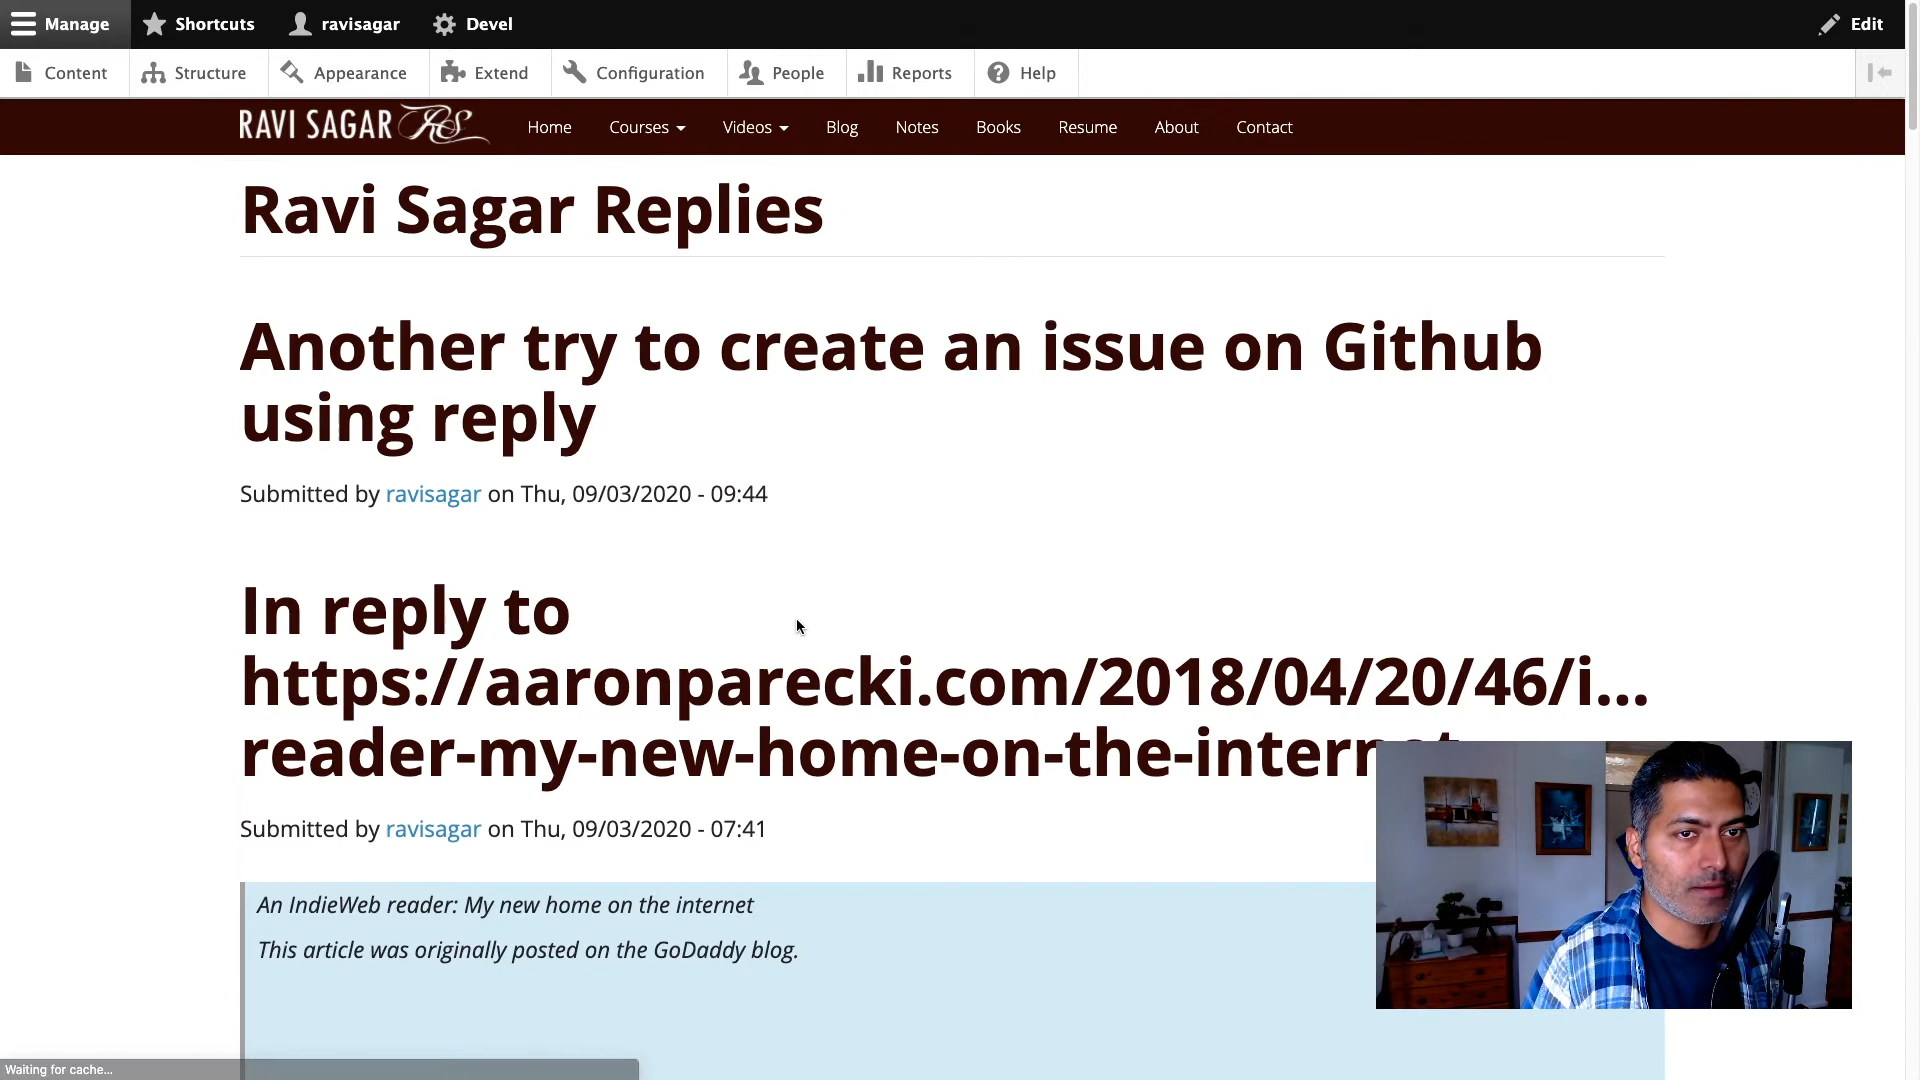 Manage Shortcuts ravisagar Devel Edit
Content Structure Appearance Extend Configuration People Reports Help
RAVI SAGAR RS Home Courses Videos Blog Notes Books Resume About Contact
Ravi Sagar Replies
Another try to create an issue on Github
using reply
Submitted by ravisagar on Thu, 09/03/2020 - 09:44
In reply to
https://aaronparecki.com/2018/04/20/46/i...
reader-my-new-home-on-the-internet
Submitted by ravisagar on Thu, 09/03/2020 - 07:41
An IndieWeb reader: My new home on the internet
This article was originally posted on the GoDaddy blog.
Waiting for cache...